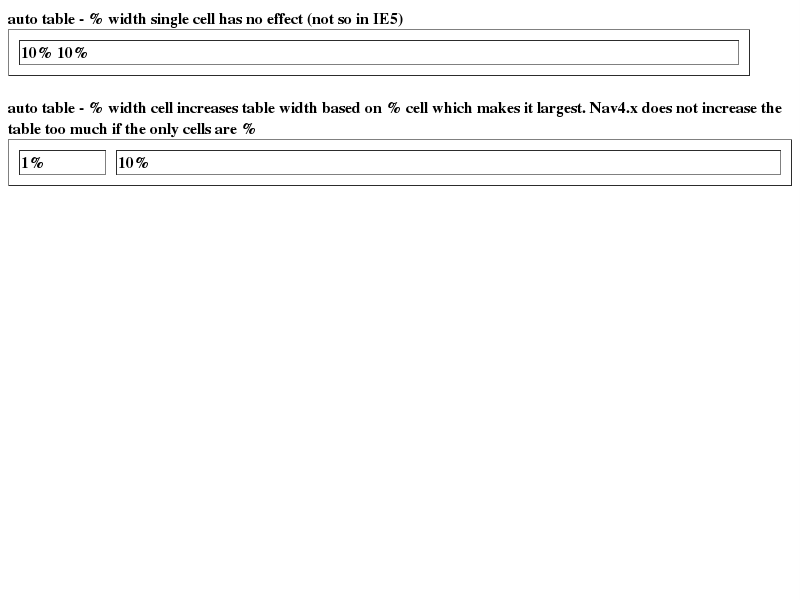 auto table - % width single cell has no effect (not so in IE5)
10% 10%
auto table - % width cell increases table width based on % cell which makes it largest. Nav4.x does not increase the
table too much if the only cells are %
1% 10%